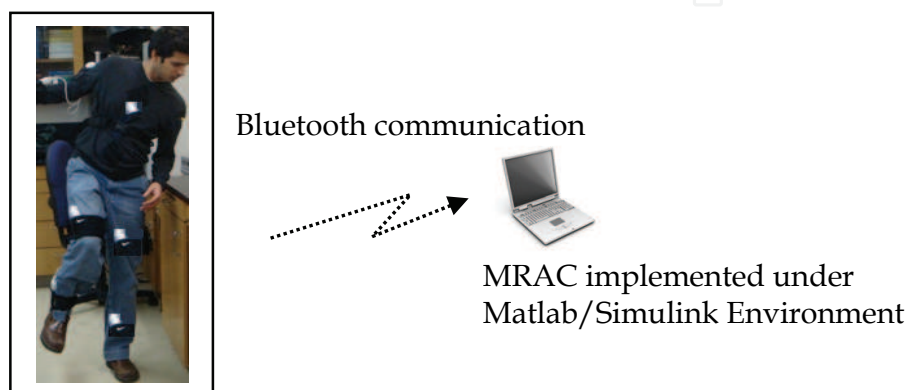 Bluetooth communication
MRAC implemented under
Matlab/Simulink Environment